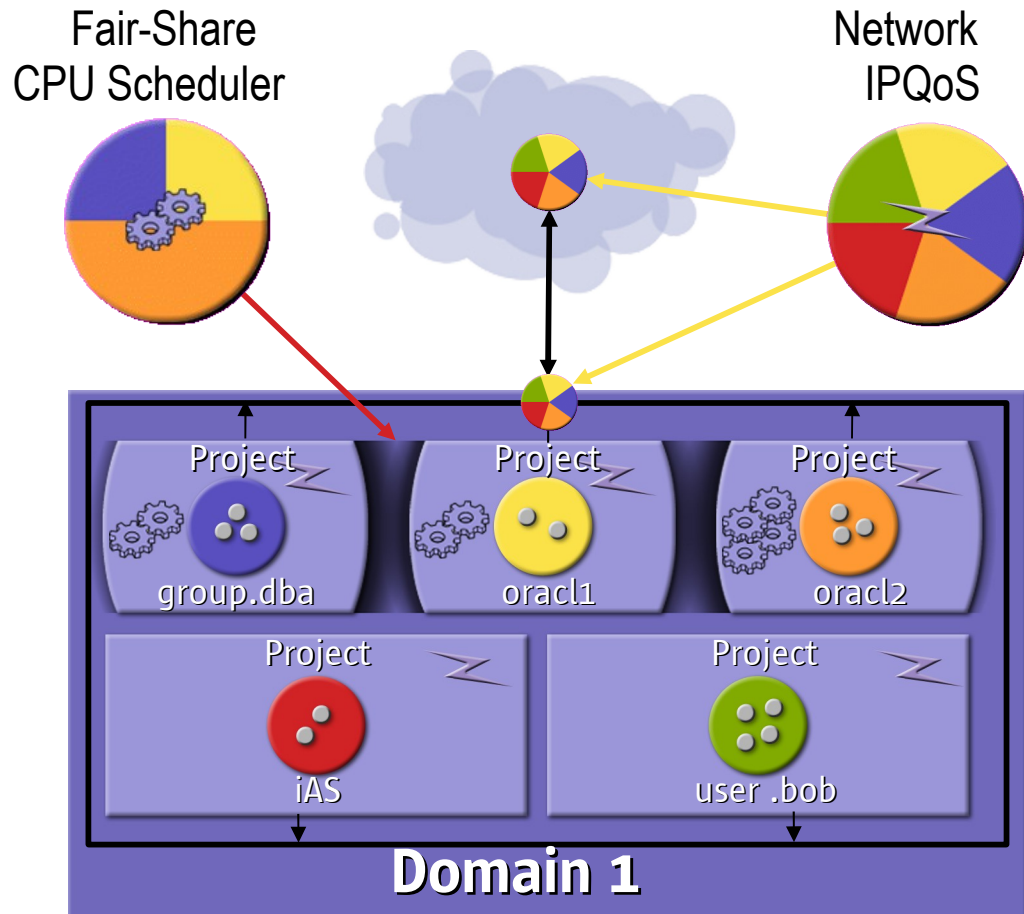 Fair-Share
CPU Scheduler
Network
IPQoS
Project
group.dba
Project
oracl1
Project
oracl2
Project
iAS
Project
user .bob
Domain 1